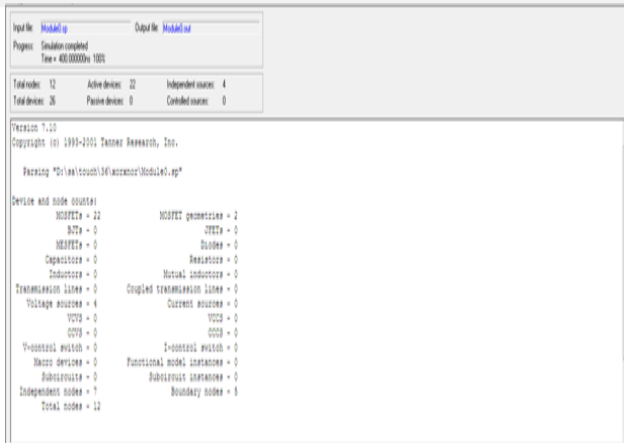 Input file: Module0.sp Output file: Module0.out
Progress: Simulation completed
Time = 400.000000ns 100%
Total nodes: 12 Active devices: 22 Independent sources: 4
Total devices: 26 Passive devices: 0 Controlled sources: 0
Version 7.10
Copyright (c) 1993-2001 Tanner Research, Inc.
Parsing "D:\sa\touch\36\xorxnor\Module0.sp"
Device and node counts:
MOSFETs = 22 MOSFET geometries = 2
BJTs = 0 JFETs = 0
MESFETs = 0 Diodes = 0
Capacitors = 0 Resistors = 0
Inductors = 0 Mutual inductors = 0
Transmission lines = 0 Coupled transmission lines = 0
Voltage sources = 4 Current sources = 0
VCVS = 0 VCCS = 0
CCVS = 0 CCCS = 0
V-control switch = 0 I-control switch = 0
Macro devices = 0 Functional model instances = 0
Subcircuits = 0 Subcircuit instances = 0
Independent nodes = 7 Boundary nodes = 5
Total nodes = 12